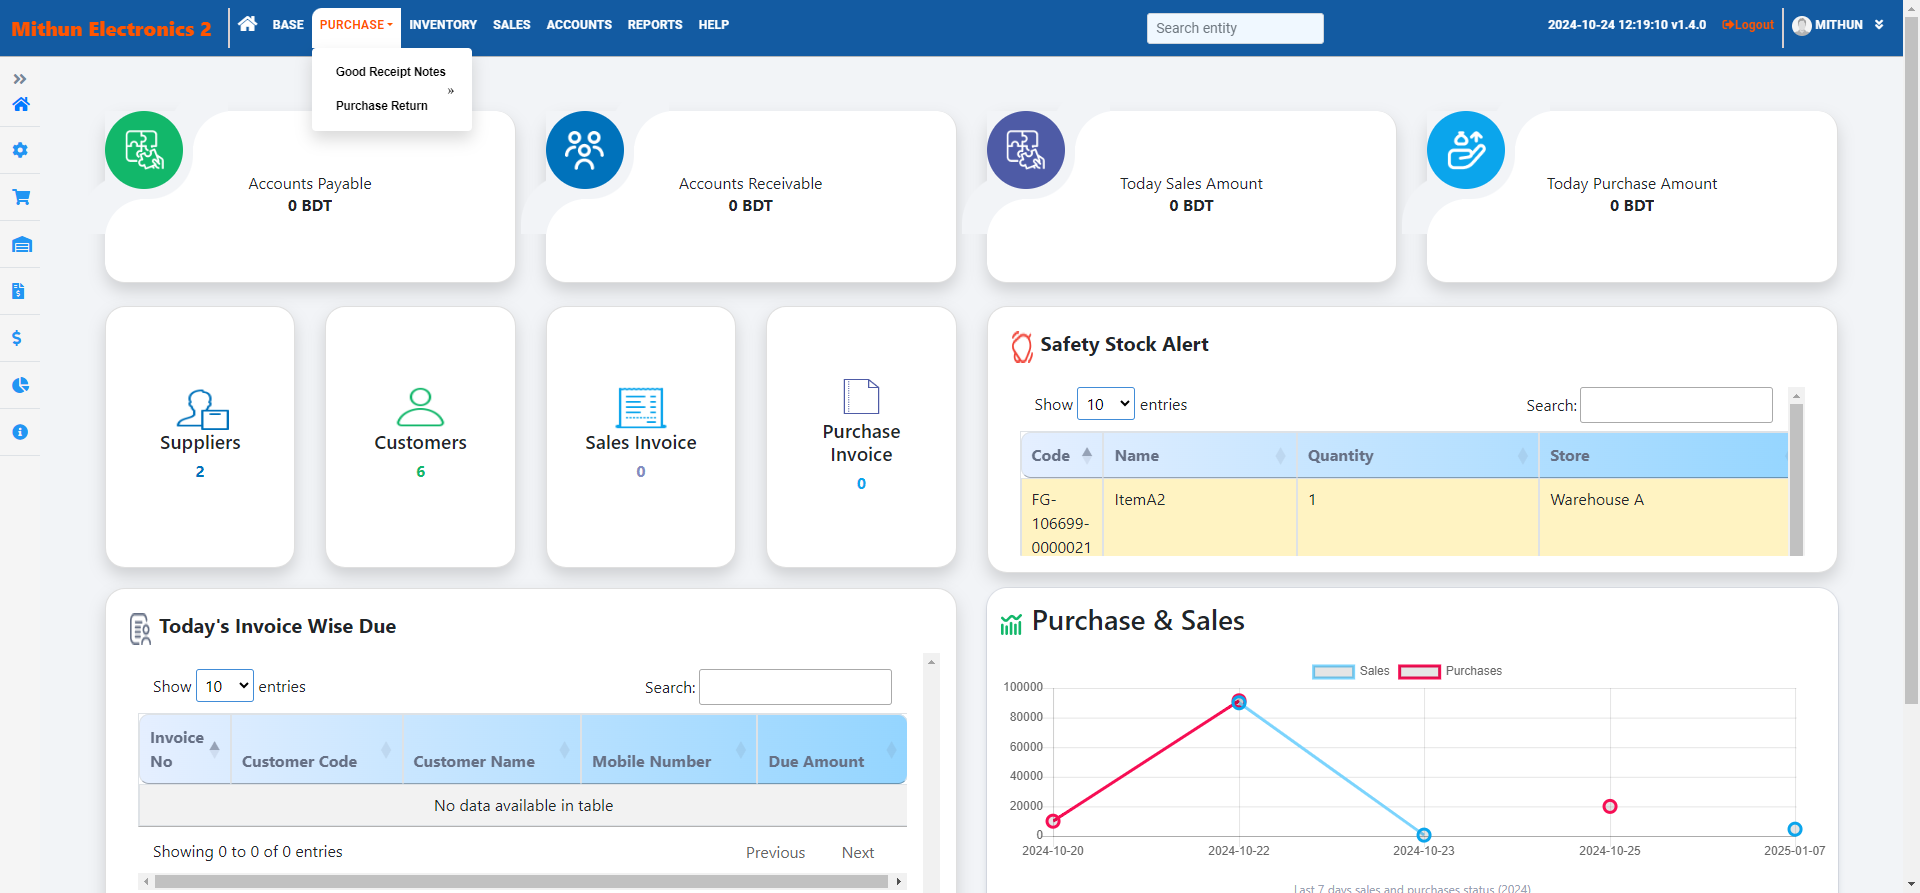 Mithun Electronics 2
BASE
PURCHASE
INVENTORY
SALES
ACCOUNTS
REPORTS
HELP
Search entity
2024-10-24 12:19:10 v1.4.0
Logout
MITHUN
Good Receipt Notes
»
Purchase Return
Accounts Payable
0 BDT
Accounts Receivable
0 BDT
Today Sales Amount
0 BDT
Today Purchase Amount
0 BDT
Suppliers
2
Customers
6
Sales Invoice
0
Purchase
Invoice
0
Safety Stock Alert
Show 10 entries
Search:
Code Name Quantity Store
FG- ItemA2 1 Warehouse A
106699-
0000021
Today's Invoice Wise Due
Show 10 entries
Search:
Invoice
No Customer Code Customer Name Mobile Number Due Amount
No data available in table
Showing 0 to 0 of 0 entries
Previous Next
Purchase & Sales
Sales Purchases
100000
80000
60000
40000
20000
0
2024-10-20 2024-10-22 2024-10-23 2024-10-25 2025-01-07
Last 7 days sales and purchases status (2024)